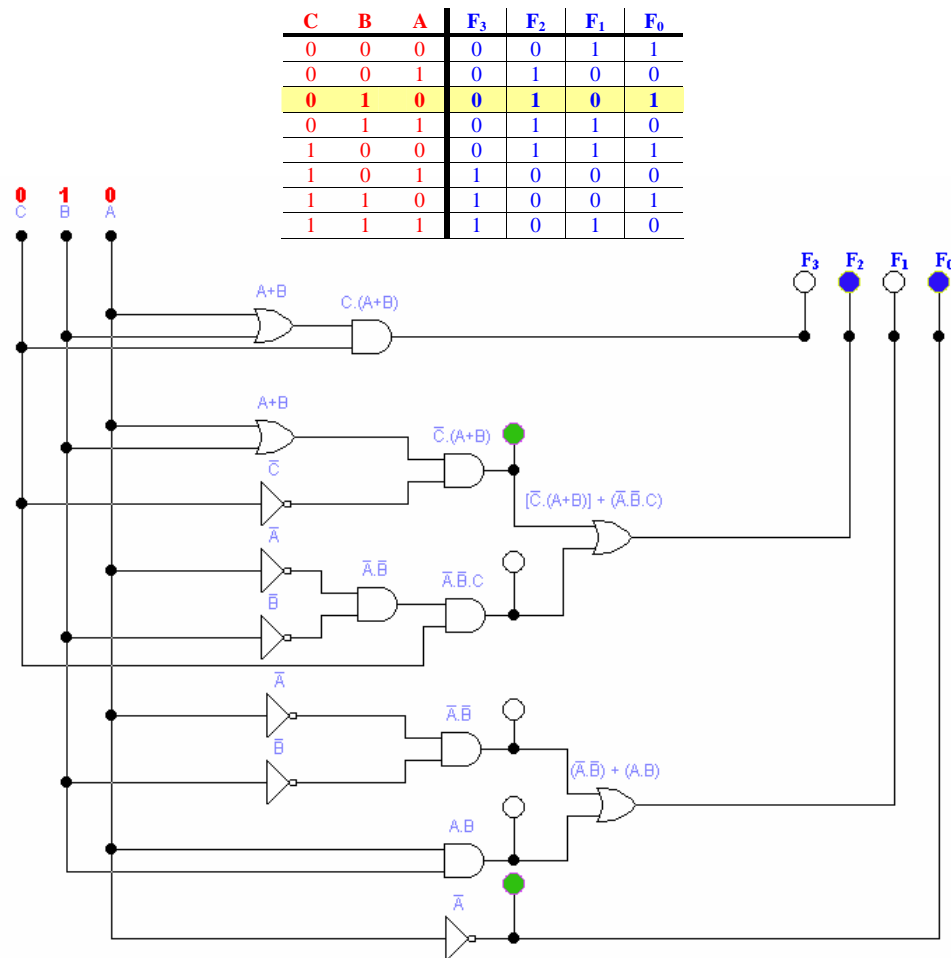 C B A F₃ F₂ F₁ F₀
0 0 0 0 0 1 1
0 0 1 0 1 0 0
0 1 0 0 1 0 1
0 1 1 0 1 1 0
1 0 0 0 1 1 1
1 0 1 1 0 0 0
1 1 0 1 0 0 1
1 1 1 1 0 1 0
0 1 0
C B A
F₃ F₂ F₁ F₀
A+B
C.(A+B)
A+B
C̅.(A+B)
C̅
[C̅.(A+B)] + (A̅.B̅.C)
A̅
A̅.B̅
A̅.B̅.C
B̅
A̅
A̅.B̅
B̅
(A̅.B̅) + (A.B)
A.B
A̅